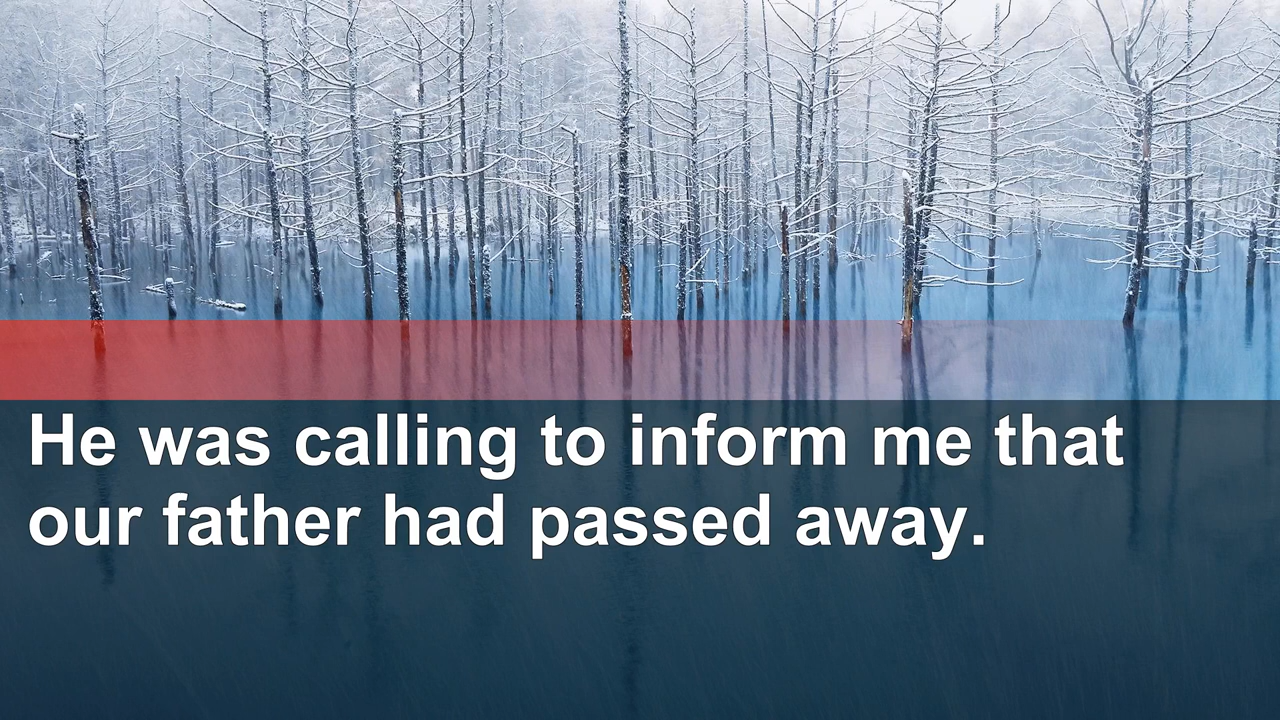 He was calling to inform me that
our father had passed away.